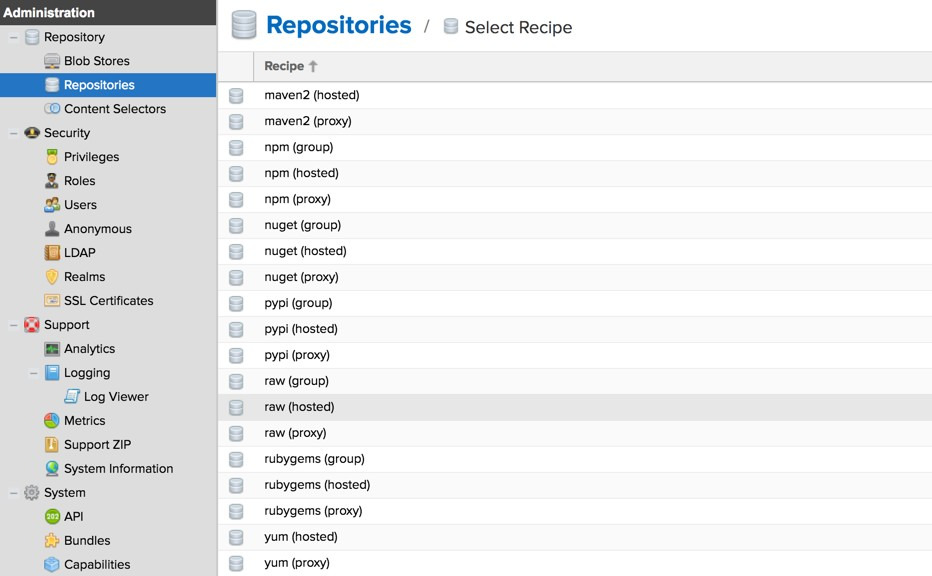 Administration
Repository
Blob Stores
Repositories
Content Selectors
Security
Privileges
Roles
Users
Anonymous
LDAP
Realms
SSL Certificates
Support
Analytics
Logging
Log Viewer
Metrics
Support ZIP
System Information
System
202 API
Bundles
Capabilities
Repositories / Select Recipe
Recipe
maven2 (hosted)
maven2 (proxy)
npm (group)
npm (hosted)
npm (proxy)
nuget (group)
nuget (hosted)
nuget (proxy)
pypi (group)
pypi (hosted)
pypi (proxy)
raw (group)
raw (hosted)
raw (proxy)
rubygems (group)
rubygems (hosted)
rubygems (proxy)
yum (hosted)
yum (proxy)